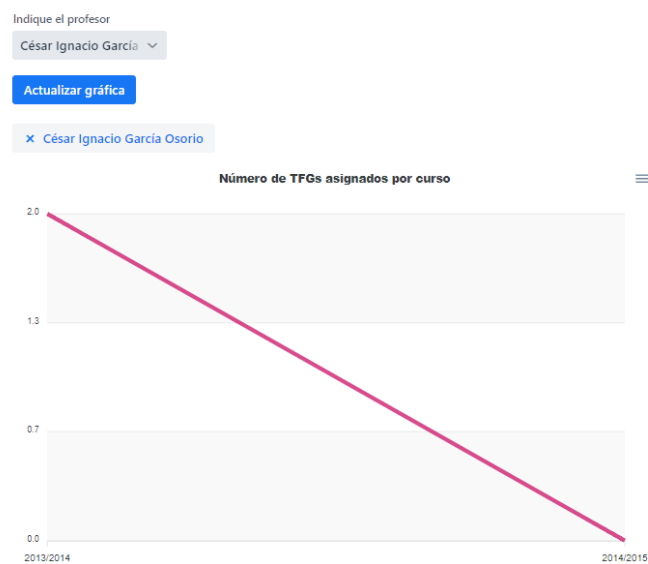 Indique el profesor
César Ignacio García
Actualizar gráfica
× César Ignacio García Osorio
Número de TFGs asignados por curso
2.0
1.3
0.7
0.0
2013/2014 2014/2015